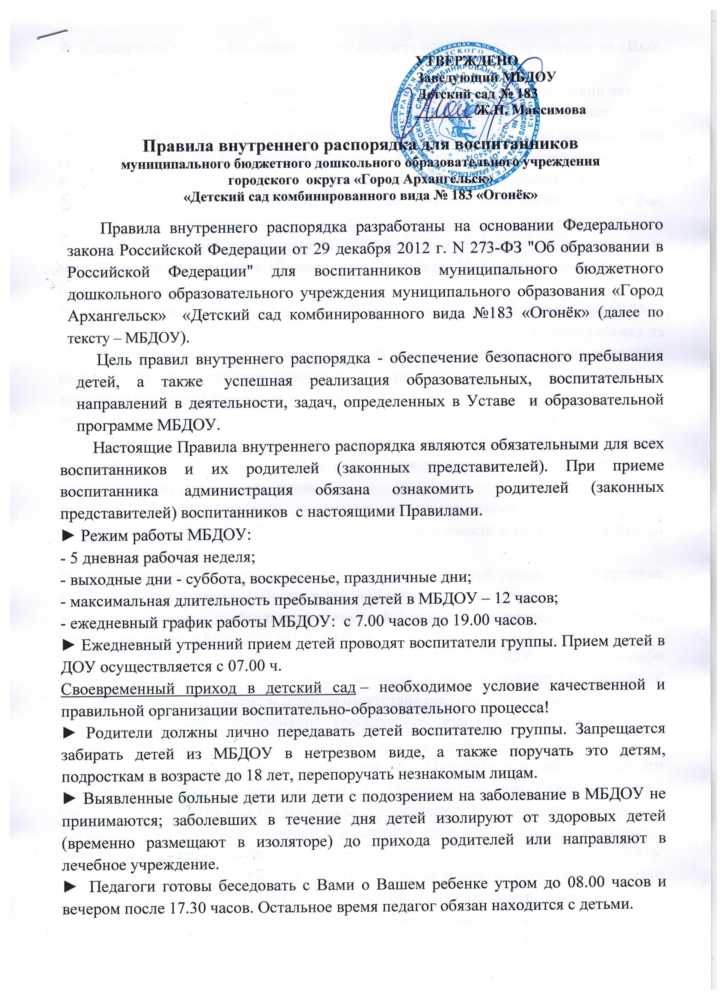 УТВЕРЖДЕНО
Заведующий МБДОУ
Детский сад № 183
Ж.Н. Максимова
Правила внутреннего распорядка для воспитанников
муниципального бюджетного дошкольного образовательного учреждения
городского округа «Город Архангельск»
«Детский сад комбинированного вида № 183 «Огонёк»
Правила внутреннего распорядка разработаны на основании Федерального
закона Российской Федерации от 29 декабря 2012 г. N 273-ФЗ "Об образовании в
Российской Федерации" для воспитанников муниципального бюджетного
дошкольного образовательного учреждения муниципального образования «Город
Архангельск» «Детский сад комбинированного вида №183 «Огонёк» (далее по
тексту – МБДОУ).
Цель правил внутреннего распорядка - обеспечение безопасного пребывания
детей, а также успешная реализация образовательных, воспитательных
направлений в деятельности, задач, определенных в Уставе и образовательной
программе МБДОУ.
Настоящие Правила внутреннего распорядка являются обязательными для всех
воспитанников и их родителей (законных представителей). При приеме
воспитанника администрация обязана ознакомить родителей (законных
представителей) воспитанников с настоящими Правилами.
► Режим работы МБДОУ:
- 5 дневная рабочая неделя;
- выходные дни - суббота, воскресенье, праздничные дни;
- максимальная длительность пребывания детей в МБДОУ – 12 часов;
- ежедневный график работы МБДОУ: с 7.00 часов до 19.00 часов.
► Ежедневный утренний прием детей проводят воспитатели группы. Прием детей в
ДОУ осуществляется с 07.00 ч.
Своевременный приход в детский сад – необходимое условие качественной и
правильной организации воспитательно-образовательного процесса!
► Родители должны лично передавать детей воспитателю группы. Запрещается
забирать детей из МБДОУ в нетрезвом виде, а также поручать это детям,
подросткам в возрасте до 18 лет, перепоручать незнакомым лицам.
► Выявленные больные дети или дети с подозрением на заболевание в МБДОУ не
принимаются; заболевших в течение дня детей изолируют от здоровых детей
(временно размещают в изоляторе) до прихода родителей или направляют в
лечебное учреждение.
► Педагоги готовы беседовать с Вами о Вашем ребенке утром до 08.00 часов и
вечером после 17.30 часов. Остальное время педагог обязан находится с детьми.